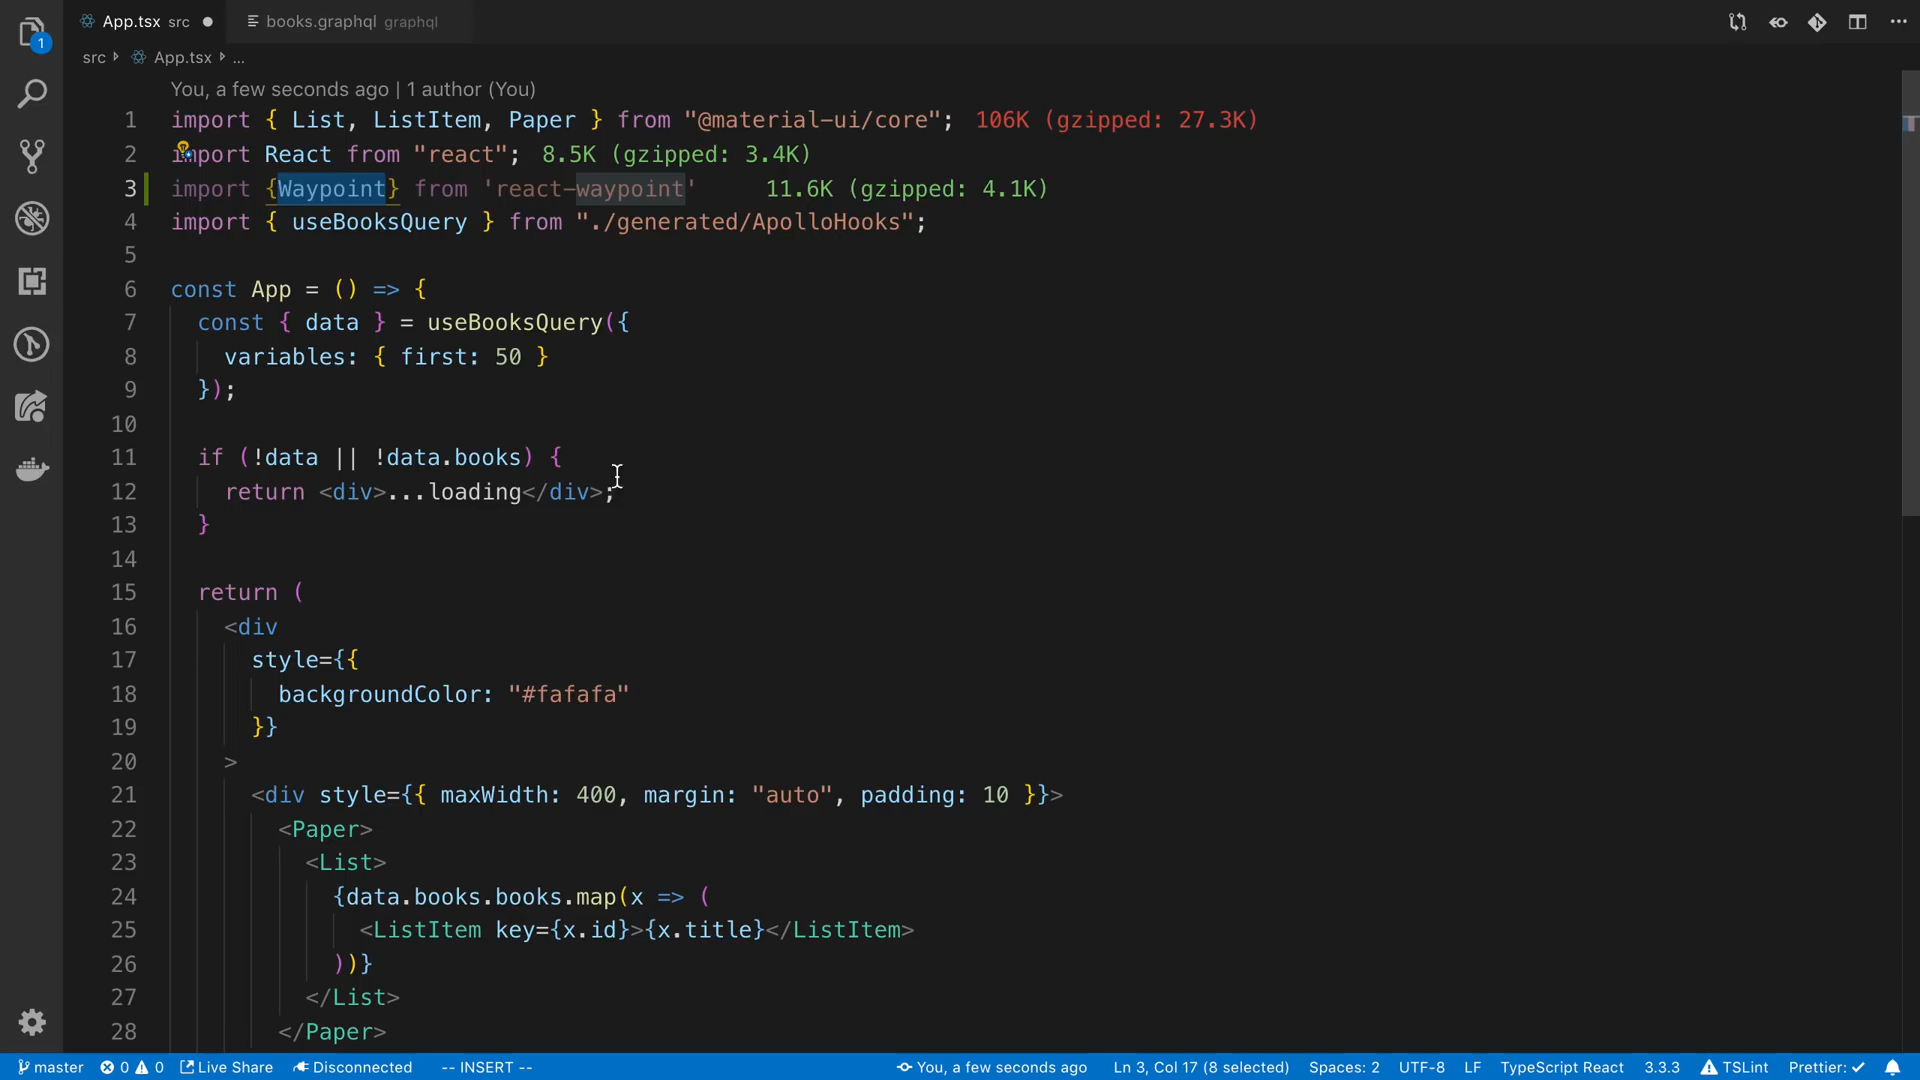 App.tsx src
books.graphql graphql
1
src App.tsx ...
You, a few seconds ago | 1 author (You)
1 import { List, ListItem, Paper } from "@material-ui/core"; 106K (gzipped: 27.3K)
2 import React from "react"; 8.5K (gzipped: 3.4K)
3 import {Waypoint} from 'react-waypoint' 11.6K (gzipped: 4.1K)
4 import { useBooksQuery } from "./generated/ApolloHooks";
5
6 const App = () => {
7 const { data } = useBooksQuery({
8 variables: { first: 50 }
9 });
10
11 if (!data || !data.books) {
12 return <div>...loading</div>;
13 }
14
15 return (
16 <div
17 style={{
18 backgroundColor: "#fafafa"
19 }}
20 >
21 <div style={{ maxWidth: 400, margin: "auto", padding: 10 }}>
22 <Paper>
23 <List>
24 {data.books.books.map(x => (
25 <ListItem key={x.id}>{x.title}</ListItem>
26 ))}
27 </List>
28 </Paper>
master 0 0 Live Share Disconnected -- INSERT -- You, a few seconds ago Ln 3, Col 17 (8 selected) Spaces: 2 UTF-8 LF TypeScript React 3.3.3 TSLint Prettier: ✓